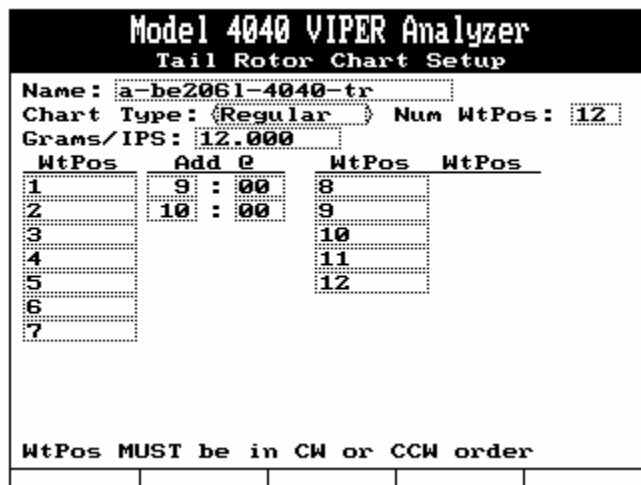 Model 4040 VIPER Analyzer
Tail Rotor Chart Setup
Name: a-be206l-4040-tr
Chart Type: Regular Num WtPos: 12
Grams/IPS: 12.000
WtPos Add @ WtPos WtPos
1 9 : 00 8
2 10 : 00 9
3 10
4 11
5 12
6
7
WtPos MUST be in CW or CCW order